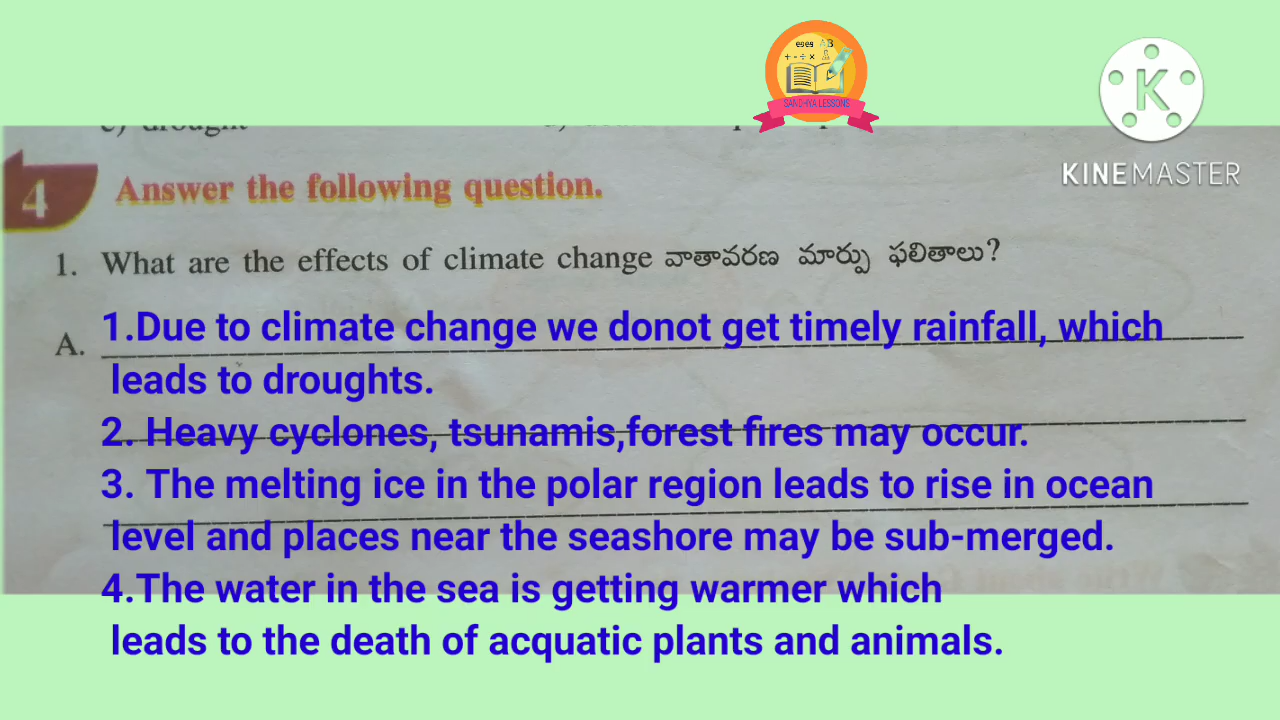 eses AB
+ - ÷ ×
SANDHYA LESSONS
K
KINEMASTER
c) drought
4
Answer the following question.
1. What are the effects of climate change వాతావరణ మార్పు ఫలితాలు?
A.
1.Due to climate change we donot get timely rainfall, which
leads to droughts.
2. Heavy cyclones, tsunamis,forest fires may occur.
3. The melting ice in the polar region leads to rise in ocean
level and places near the seashore may be sub-merged.
4.The water in the sea is getting warmer which
leads to the death of acquatic plants and animals.